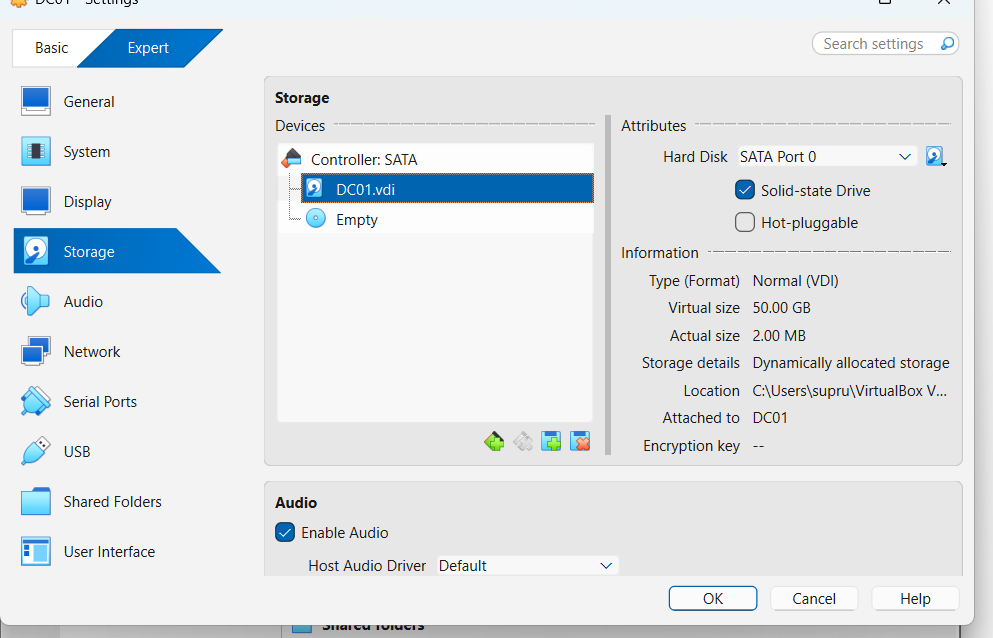 DC01 - Settings
Basic
Expert
Search settings
General
System
Display
Storage
Audio
Network
Serial Ports
USB
Shared Folders
User Interface
Storage
Devices
Controller: SATA
DC01.vdi
Empty
Attributes
Hard Disk SATA Port 0
Solid-state Drive
Hot-pluggable
Information
Type (Format) Normal (VDI)
Virtual size 50.00 GB
Actual size 2.00 MB
Storage details Dynamically allocated storage
Location C:\Users\supru\VirtualBox V...
Attached to DC01
Encryption key --
Audio
Enable Audio
Host Audio Driver Default
OK
Cancel
Help
Shared folders